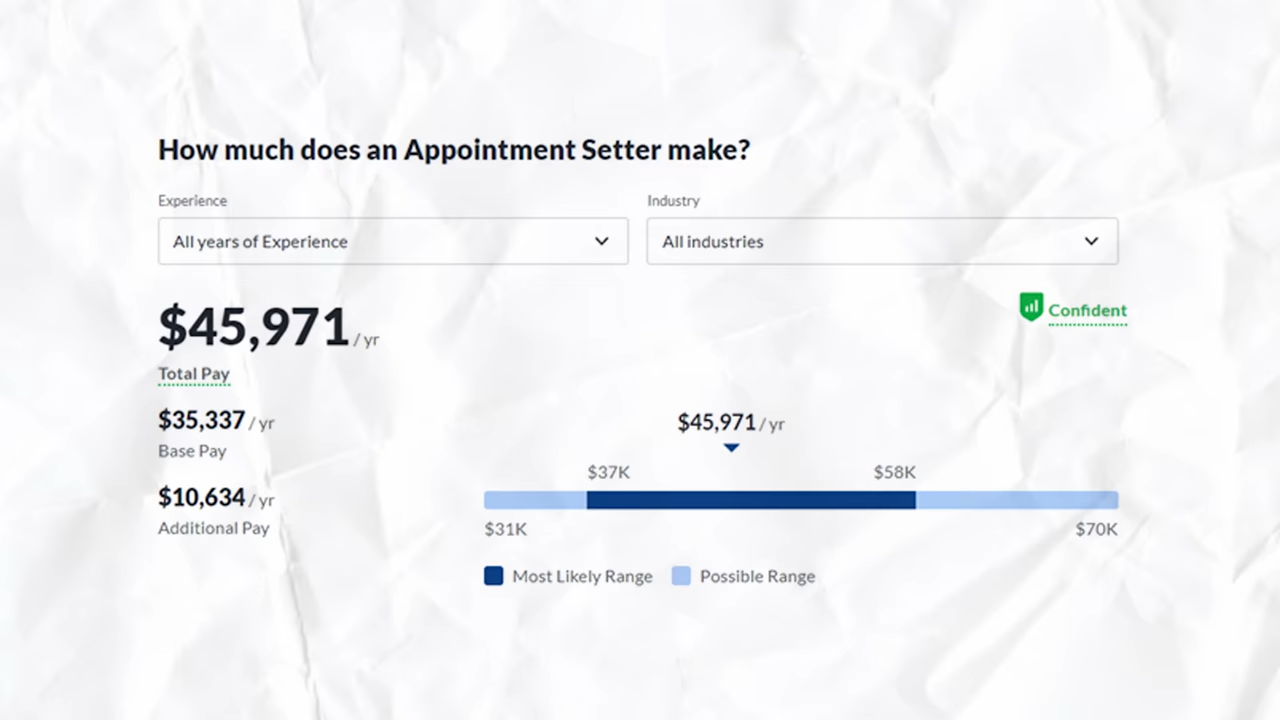 How much does an Appointment Setter make?
Experience
Industry
All years of Experience
All industries
$45,971 / yr
Confident
Total Pay
$35,337 / yr
Base Pay
$45,971 / yr
$37K
$58K
$10,634 / yr
Additional Pay
$31K
$70K
Most Likely Range
Possible Range